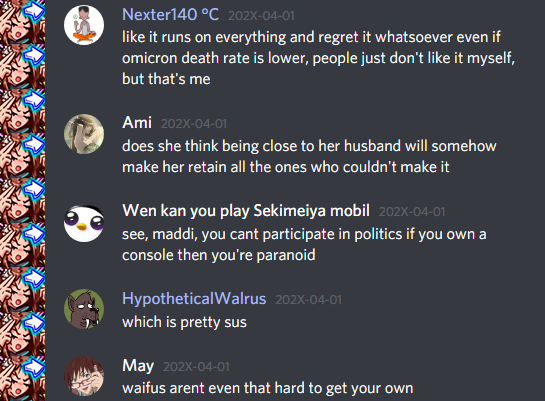 Nexter140 ºC 202X-04-01
like it runs on everything and regret it whatsoever even if
omicron death rate is lower, people just don't like it myself,
but that's me
Ami 202X-04-01
does she think being close to her husband will somehow
make her retain all the ones who couldn't make it
Wen kan you play Sekimeiya mobil 202X-04-01
see, maddi, you cant participate in politics if you own a
console then you're paranoid
HypotheticalWalrus 202X-04-01
which is pretty sus
May 202X-04-01
waifus arent even that hard to get your own